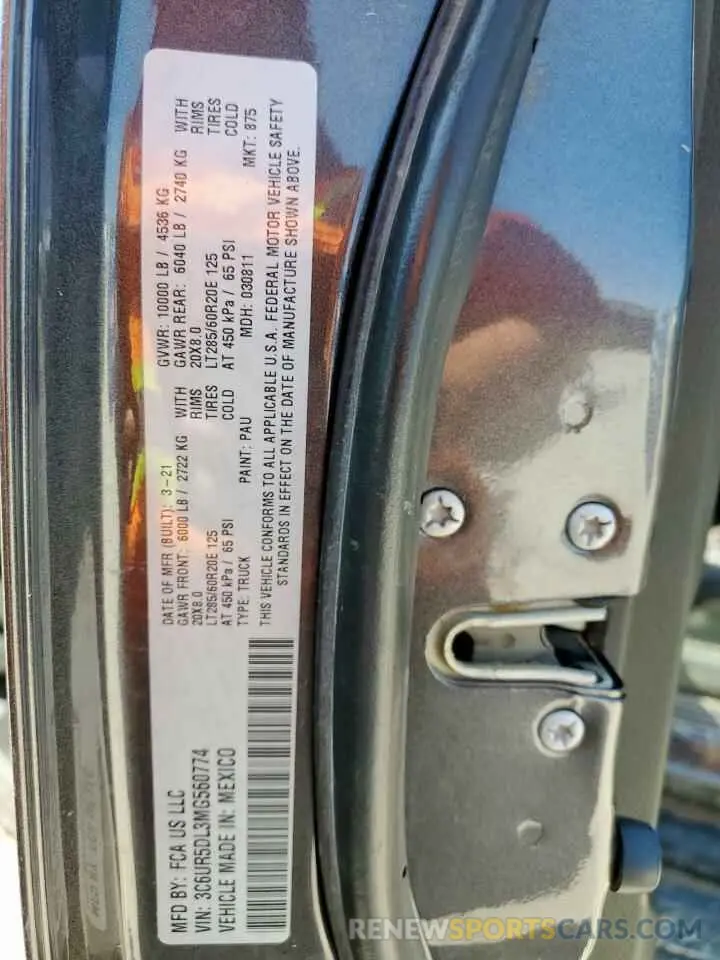 MFD BY: FCA US LLC
VIN: 3C6UR5DL3MG560774
VEHICLE MADE IN: MEXICO
DATE OF MFR (BUILT): 3-21 GVWR: 10000 LB / 4536 KG
GAWR FRONT: 6000 LB / 2722 KG WITH GAWR REAR: 6040 LB / 2740 KG WITH
20X8.0 RIMS 20X8.0 RIMS
LT285/60R20E 125 TIRES LT285/60R20E 125 TIRES
AT 450 kPa / 65 PSI COLD AT 450 kPa / 65 PSI COLD
TYPE: TRUCK PAINT: PAU MDH: 030811 MKT: 875
THIS VEHICLE CONFORMS TO ALL APPLICABLE U.S.A. FEDERAL MOTOR VEHICLE SAFETY
STANDARDS IN EFFECT ON THE DATE OF MANUFACTURE SHOWN ABOVE.
RENEWSPORTSCARS.COM